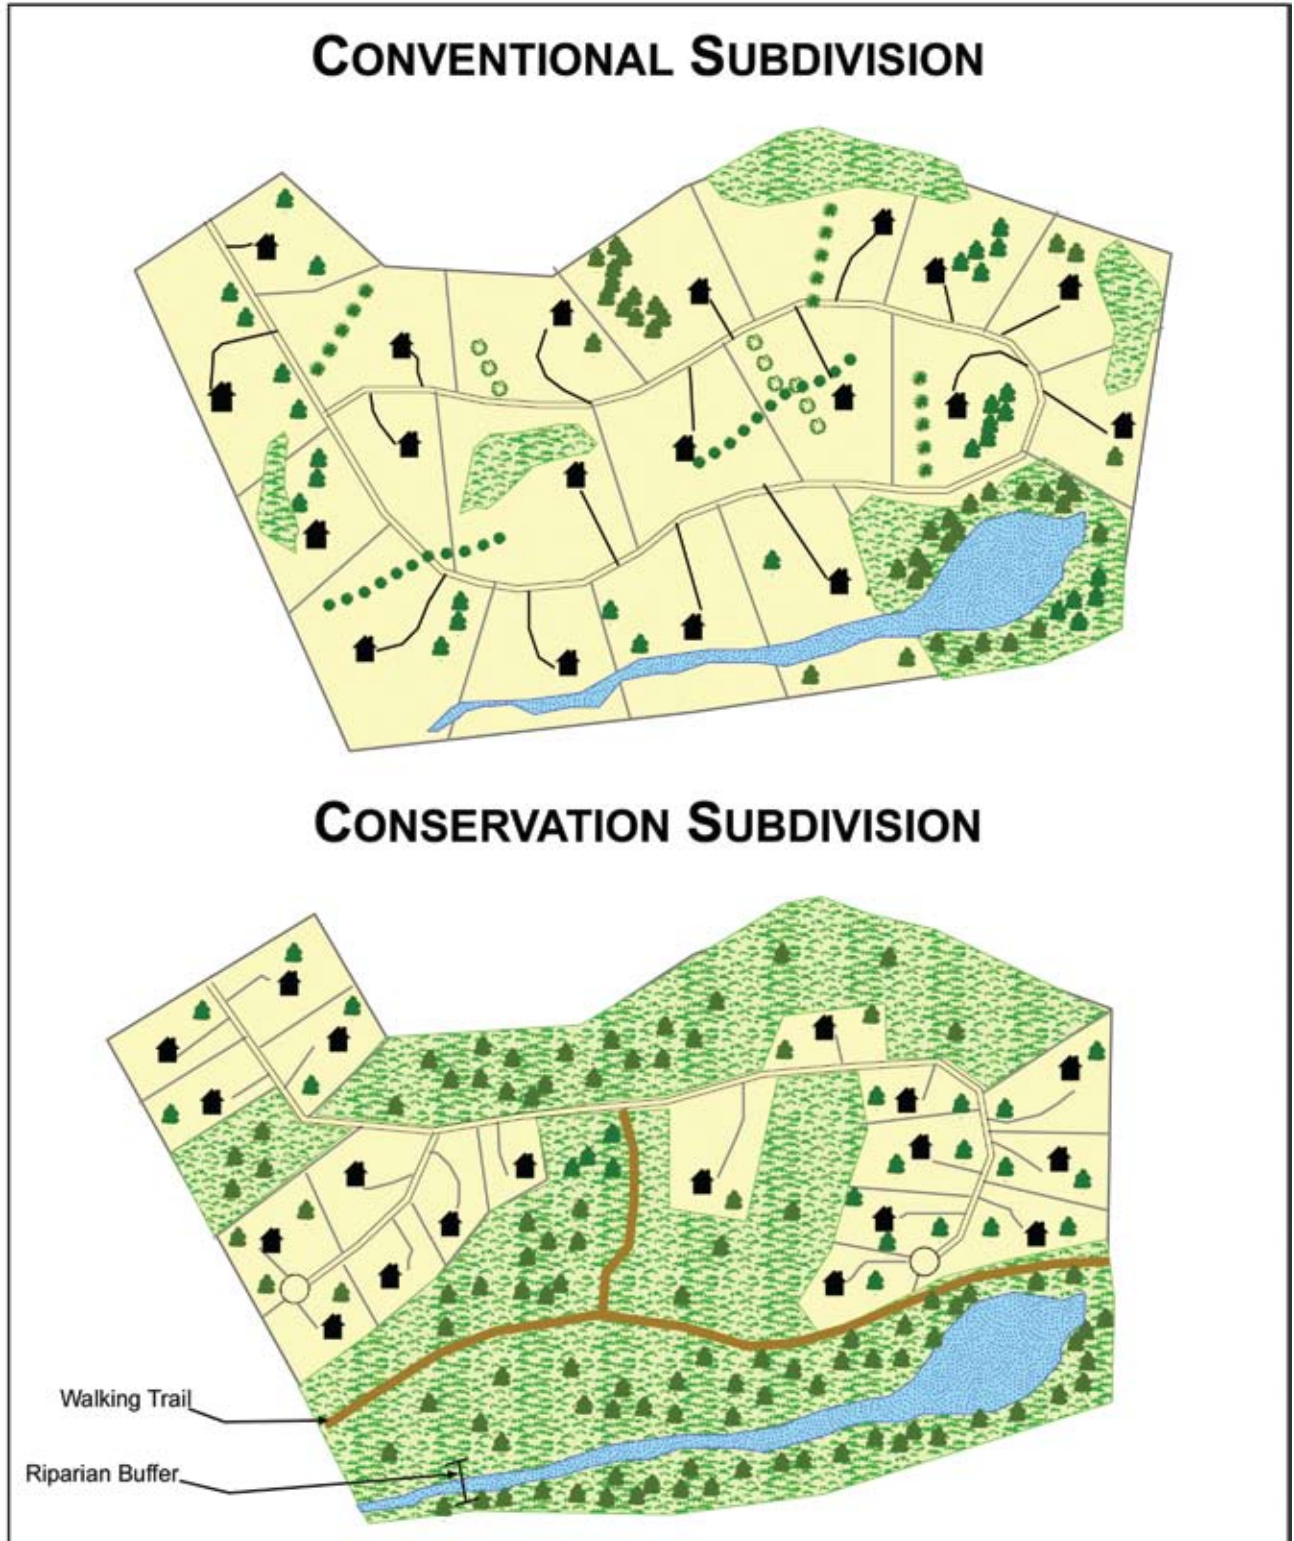 CONVENTIONAL SUBDIVISION
CONSERVATION SUBDIVISION
Walking Trail
Riparian Buffer